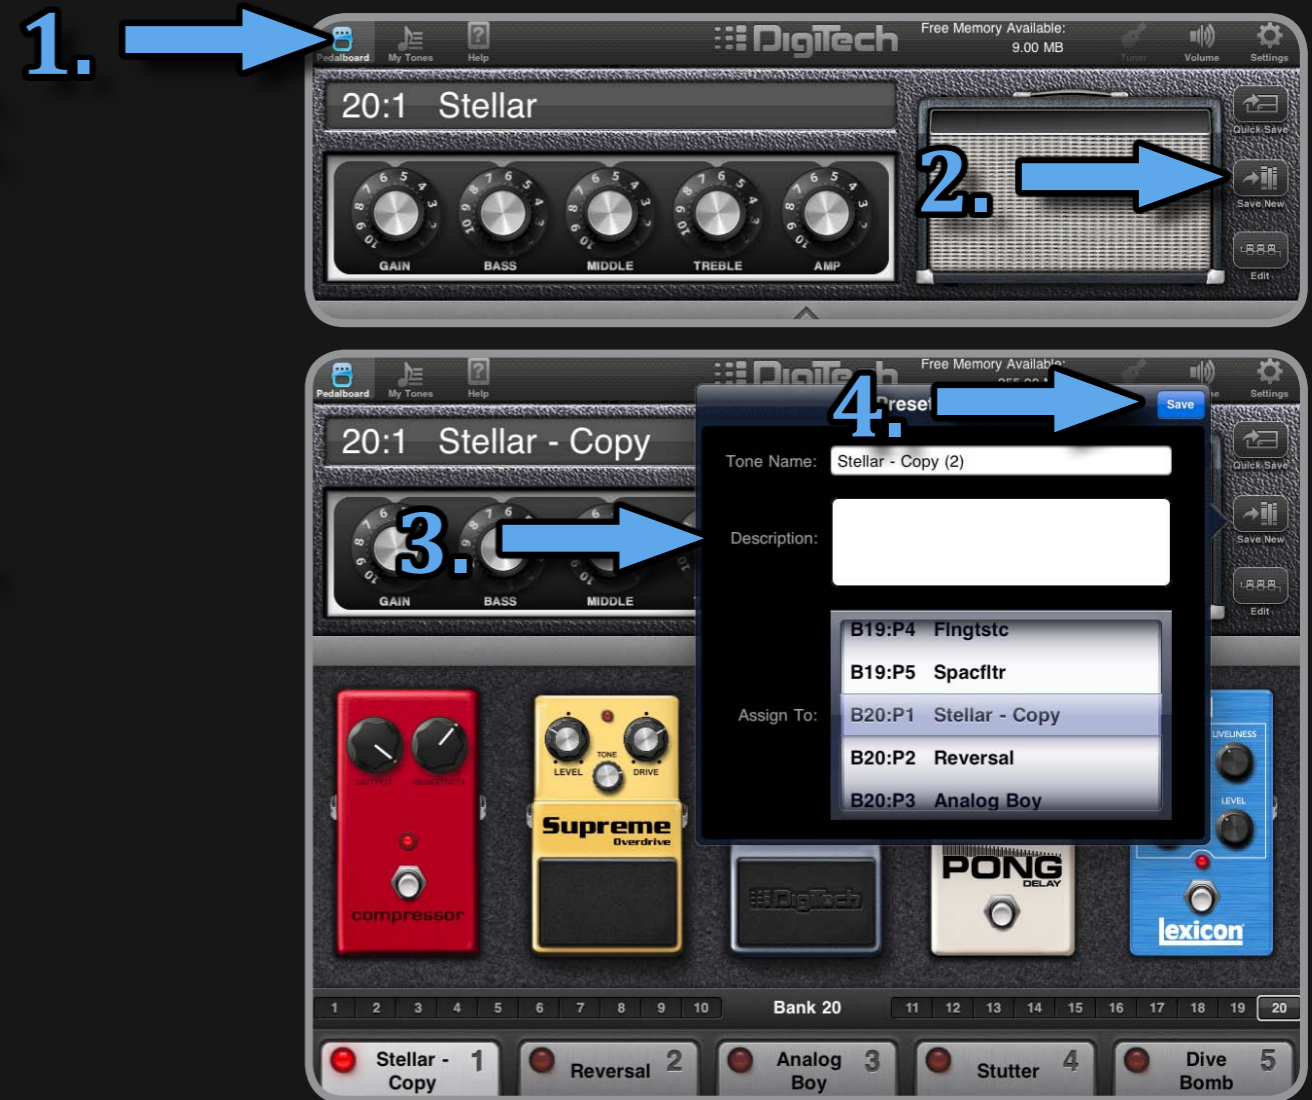 1.
Pedalboard
My Tones
Help
DigiTech
Free Memory Available:
9.00 MB
Tuner
Volume
Settings
20:1 Stellar
Quick Save
2.
Save New
GAIN
BASS
MIDDLE
TREBLE
AMP
Edit
Pedalboard
My Tones
Help
DigiTech
Free Memory Available:
Settings
4.
Save
20:1 Stellar - Copy
Tone Name:
Stellar - Copy (2)
Quick Save
3.
Description:
Save New
GAIN
BASS
MIDDLE
Edit
B19:P4 Flngtstc
B19:P5 Spacfltr
Assign To:
B20:P1 Stellar - Copy
B20:P2 Reversal
B20:P3 Analog Boy
OUTPUT
SENSITIVITY
compressor
LEVEL
TONE
DRIVE
Supreme
Overdrive
DigiTech
PONG
DELAY
LIVELINESS
LEVEL
lexicon
1 2 3 4 5 6 7 8 9 10 Bank 20 11 12 13 14 15 16 17 18 19 20
Stellar - Copy 1
Reversal 2
Analog Boy 3
Stutter 4
Dive Bomb 5